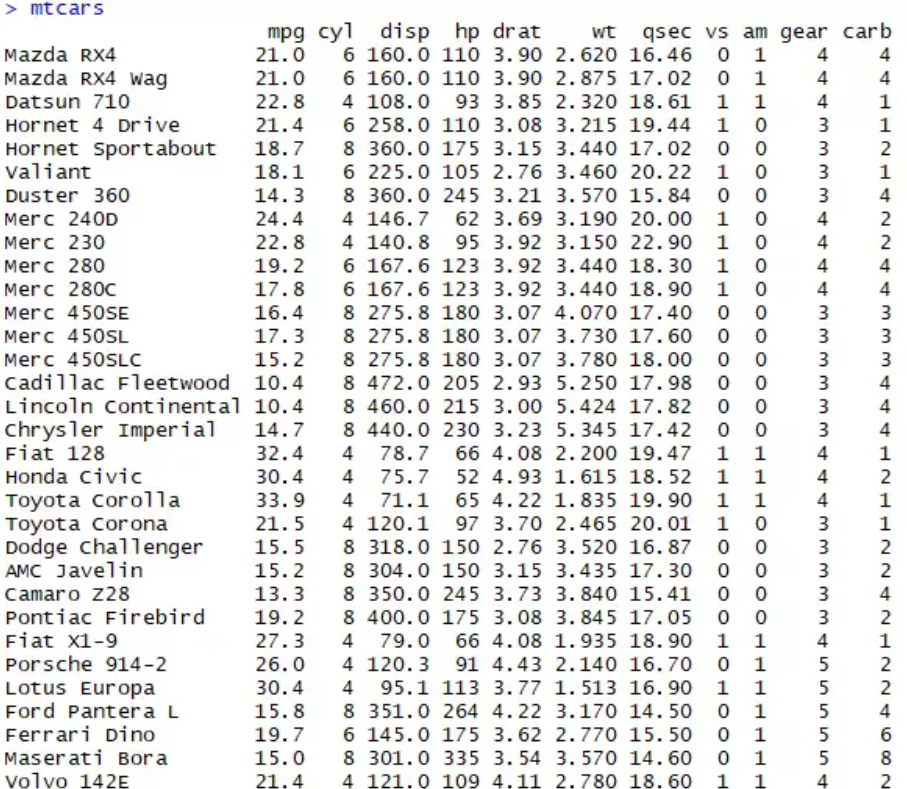 > mtcars
mpg cyl disp hp drat wt qsec vs am gear carb
Mazda RX4 21.0 6 160.0 110 3.90 2.620 16.46 0 1 4 4
Mazda RX4 Wag 21.0 6 160.0 110 3.90 2.875 17.02 0 1 4 4
Datsun 710 22.8 4 108.0 93 3.85 2.320 18.61 1 1 4 1
Hornet 4 Drive 21.4 6 258.0 110 3.08 3.215 19.44 1 0 3 1
Hornet Sportabout 18.7 8 360.0 175 3.15 3.440 17.02 0 0 3 2
Valiant 18.1 6 225.0 105 2.76 3.460 20.22 1 0 3 1
Duster 360 14.3 8 360.0 245 3.21 3.570 15.84 0 0 3 4
Merc 240D 24.4 4 146.7 62 3.69 3.190 20.00 1 0 4 2
Merc 230 22.8 4 140.8 95 3.92 3.150 22.90 1 0 4 2
Merc 280 19.2 6 167.6 123 3.92 3.440 18.30 1 0 4 4
Merc 280C 17.8 6 167.6 123 3.92 3.440 18.90 1 0 4 4
Merc 450SE 16.4 8 275.8 180 3.07 4.070 17.40 0 0 3 3
Merc 450SL 17.3 8 275.8 180 3.07 3.730 17.60 0 0 3 3
Merc 450SLC 15.2 8 275.8 180 3.07 3.780 18.00 0 0 3 3
Cadillac Fleetwood 10.4 8 472.0 205 2.93 5.250 17.98 0 0 3 4
Lincoln Continental 10.4 8 460.0 215 3.00 5.424 17.82 0 0 3 4
Chrysler Imperial 14.7 8 440.0 230 3.23 5.345 17.42 0 0 3 4
Fiat 128 32.4 4 78.7 66 4.08 2.200 19.47 1 1 4 1
Honda Civic 30.4 4 75.7 52 4.93 1.615 18.52 1 1 4 2
Toyota Corolla 33.9 4 71.1 65 4.22 1.835 19.90 1 1 4 1
Toyota Corona 21.5 4 120.1 97 3.70 2.465 20.01 1 0 3 1
Dodge Challenger 15.5 8 318.0 150 2.76 3.520 16.87 0 0 3 2
AMC Javelin 15.2 8 304.0 150 3.15 3.435 17.30 0 0 3 2
Camaro Z28 13.3 8 350.0 245 3.73 3.840 15.41 0 0 3 4
Pontiac Firebird 19.2 8 400.0 175 3.08 3.845 17.05 0 0 3 2
Fiat X1-9 27.3 4 79.0 66 4.08 1.935 18.90 1 1 4 1
Porsche 914-2 26.0 4 120.3 91 4.43 2.140 16.70 0 1 5 2
Lotus Europa 30.4 4 95.1 113 3.77 1.513 16.90 1 1 5 2
Ford Pantera L 15.8 8 351.0 264 4.22 3.170 14.50 0 1 5 4
Ferrari Dino 19.7 6 145.0 175 3.62 2.770 15.50 0 1 5 6
Maserati Bora 15.0 8 301.0 335 3.54 3.570 14.60 0 1 5 8
Volvo 142E 21.4 4 121.0 109 4.11 2.780 18.60 1 1 4 2